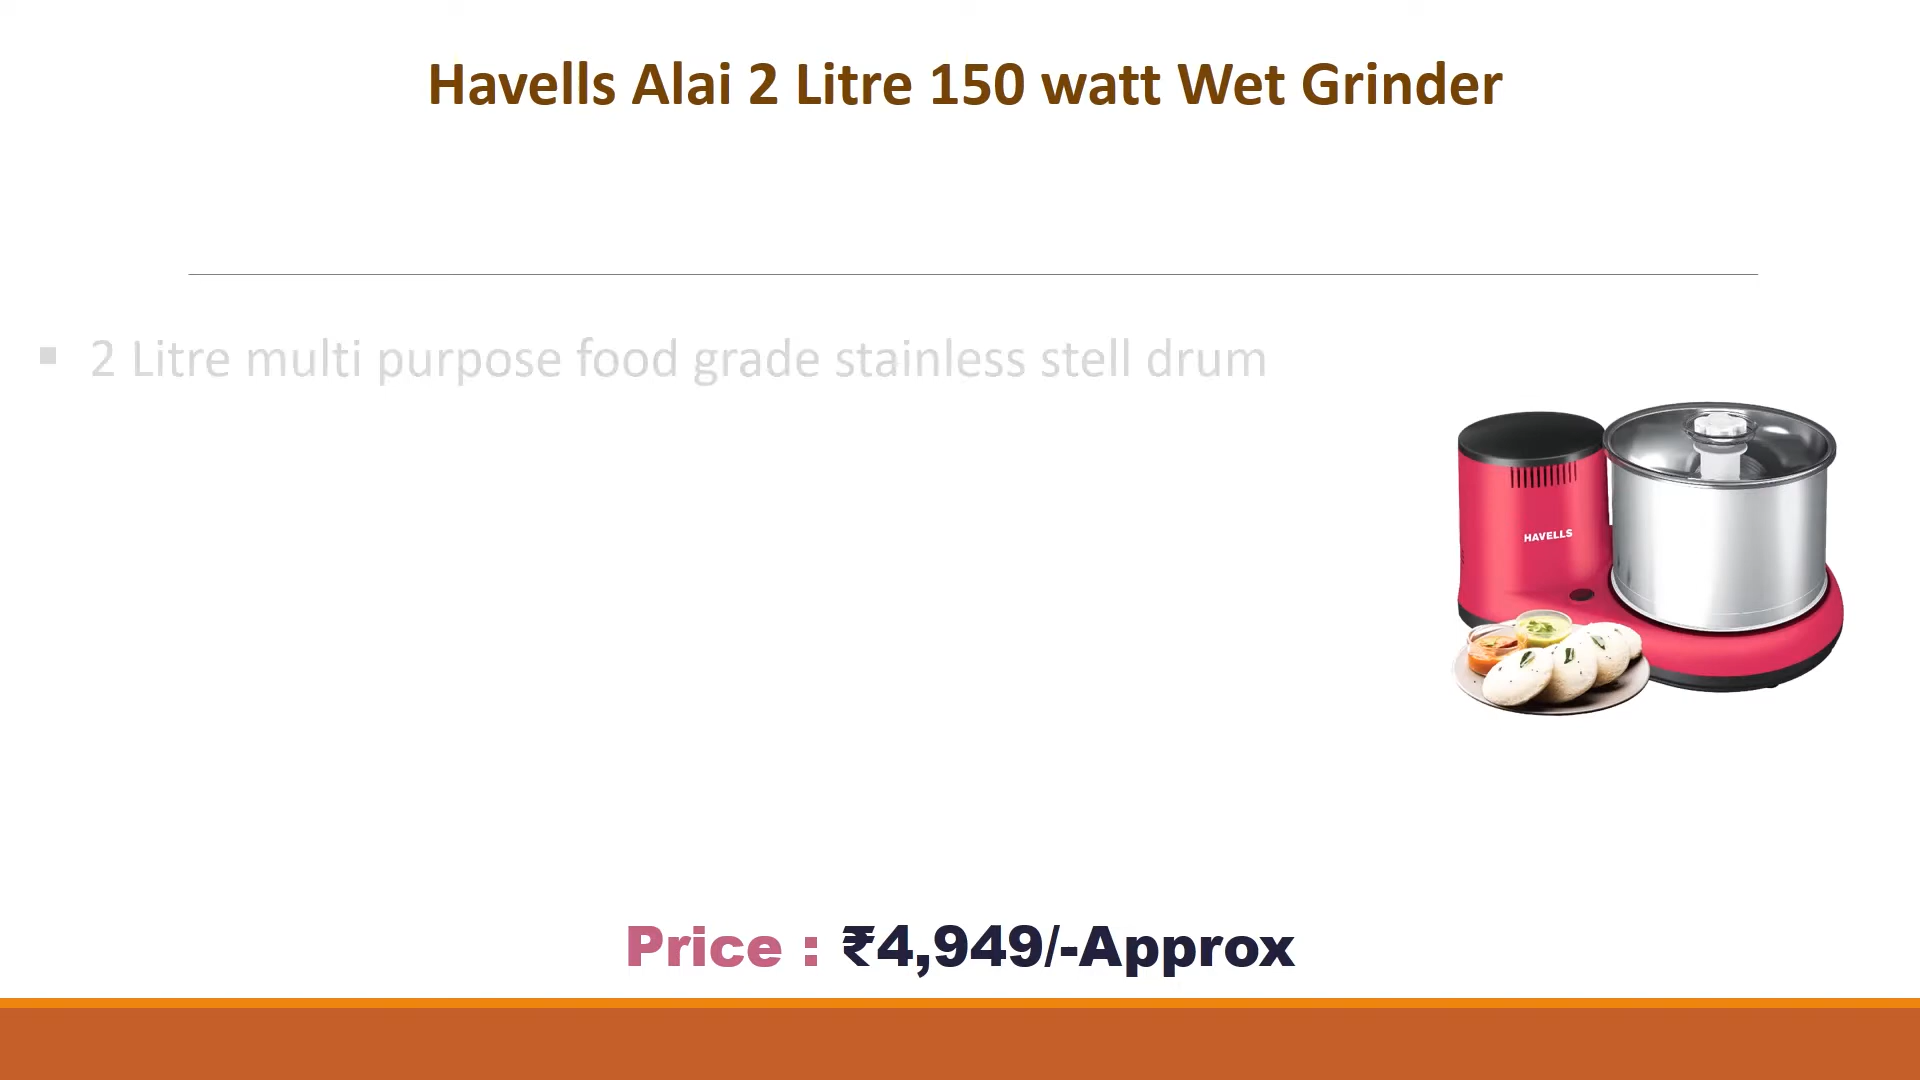 Havells Alai 2 Litre 150 watt Wet Grinder
▪ 2 Litre multi purpose food grade stainless stell drum
HAVELLS
Price : ₹4,949/-Approx